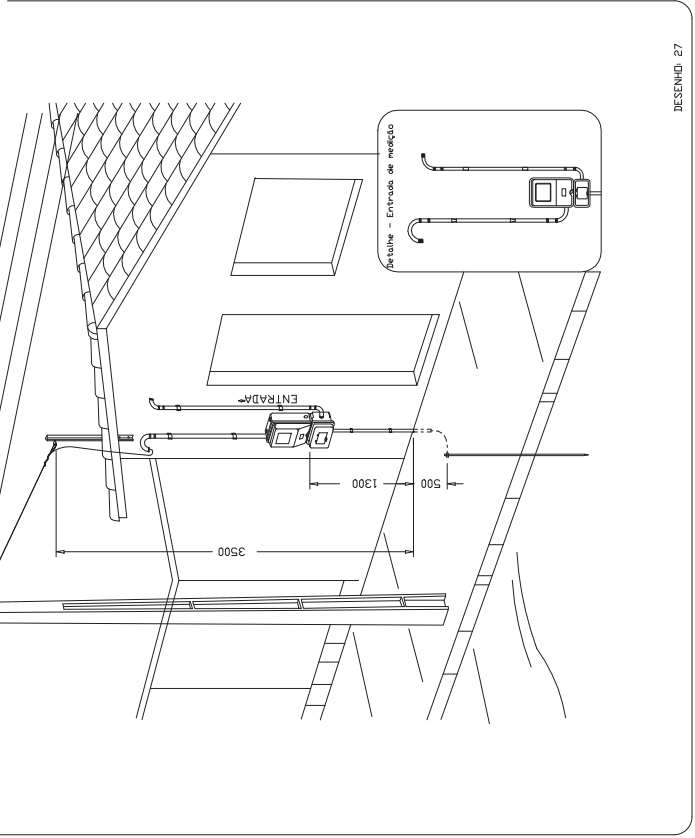 DESENHO: 27
Detalhe - Entrada de medição
ENTRADA
1300
500
3500